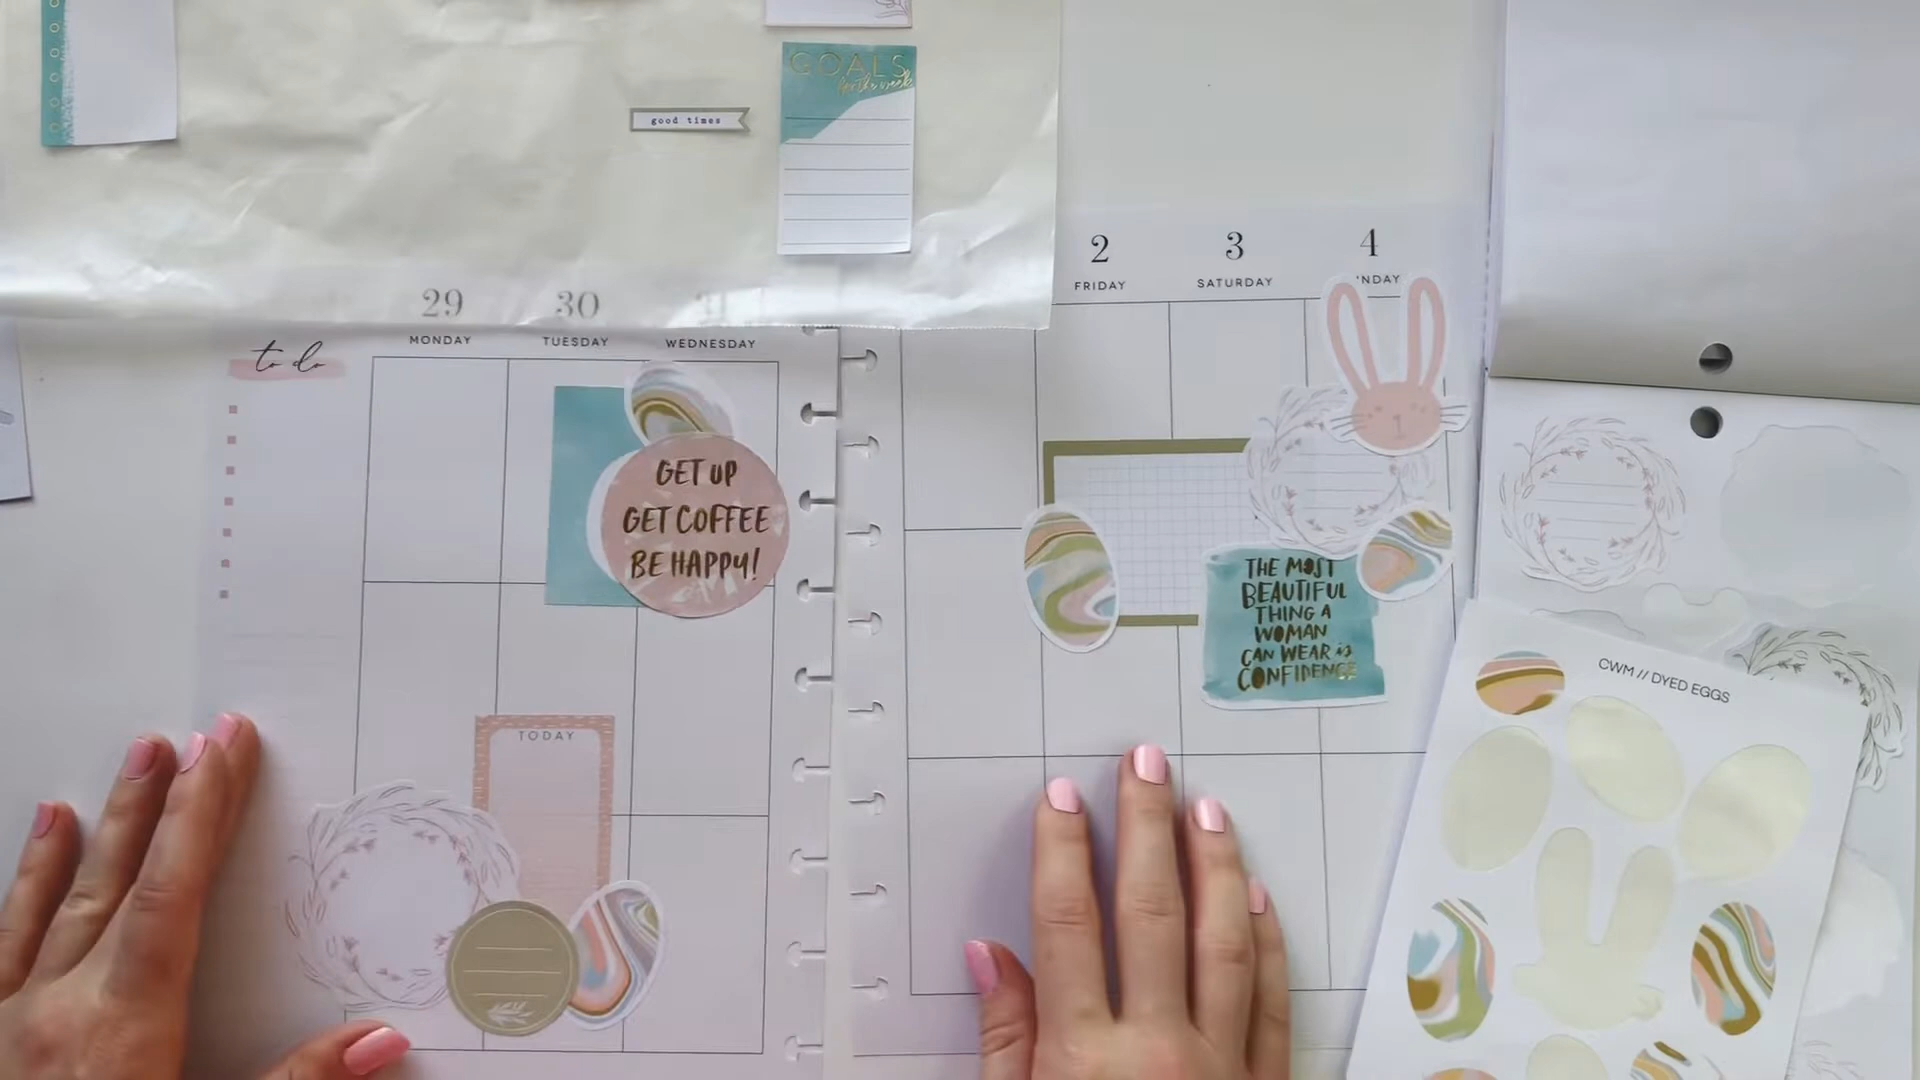 GOALS
for the week
good times
29
30
MONDAY
TUESDAY
WEDNESDAY
2
3
4
FRIDAY
SATURDAY
NDAY
to do
GET UP
GET COFFEE
BE HAPPY!
THE MOST
BEAUTIFUL
THING A
WOMAN
CAN WEAR is
CONFIDENCE
TODAY
CWM // DYED EGGS